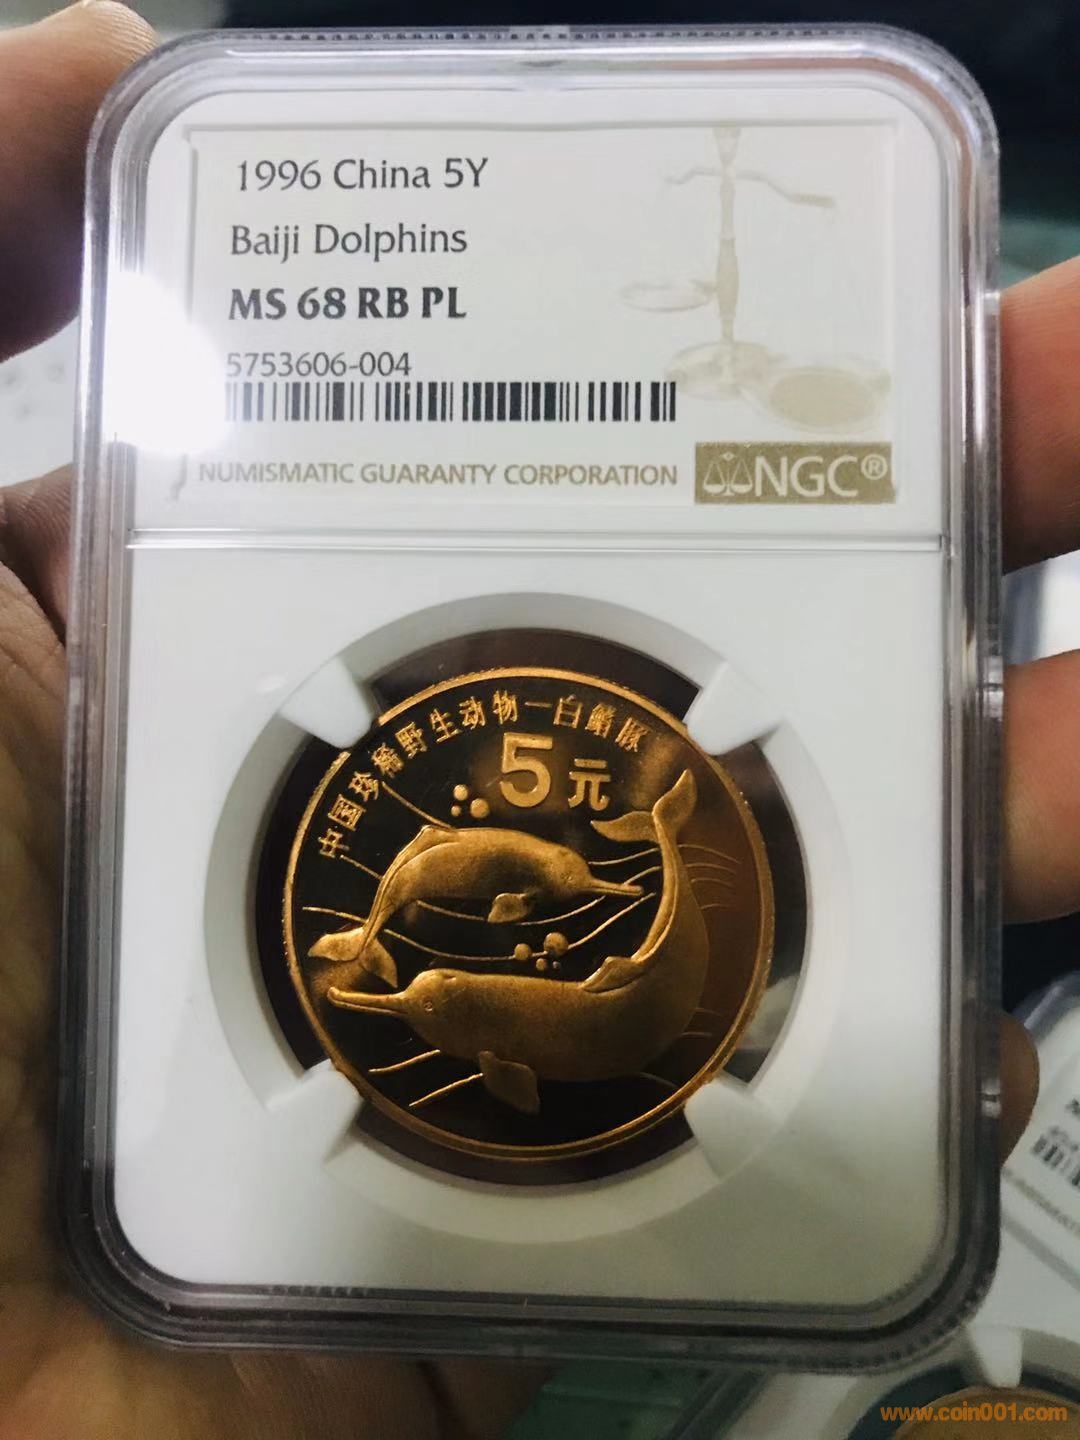 1996 China 5Y
Baiji Dolphins
MS 68 RB PL
5753606-004
NUMISMATIC GUARANTY CORPORATION
NGC®
中国珍稀野生动物—白鱀豚
5元
www.coin001.com